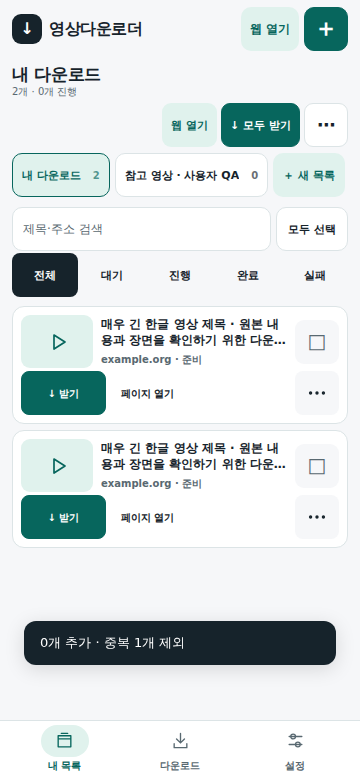 ↓ 영상다운로더 웹 열기 +
내 다운로드
2개 · 0개 진행
웹 열기 ↓ 모두 받기 ⋯
내 다운로드 2 참고 영상 · 사용자 QA 0 + 새 목록
제목·주소 검색 모두 선택
전체 대기 진행 완료 실패
매우 긴 한글 영상 제목 · 원본 내
용과 장면을 확인하기 위한 다운…
example.org · 준비
↓ 받기 페이지 열기 ⋯
매우 긴 한글 영상 제목 · 원본 내
용과 장면을 확인하기 위한 다운…
example.org · 준비
↓ 받기 페이지 열기 ⋯
0개 추가 · 중복 1개 제외
내 목록 다운로드 설정